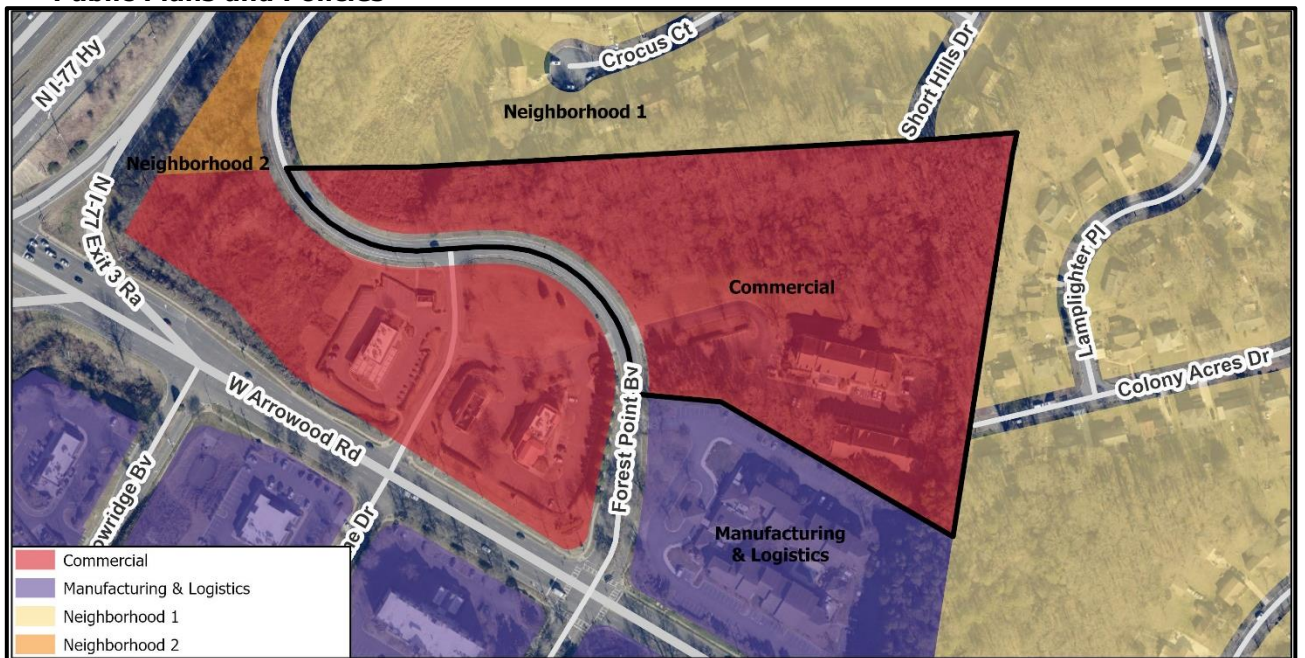 Public Plans and Policies
N I-77 Hy
Crocus Ct
Short Hills Dr
Neighborhood 1
Neighborhood 2
N I-77 Exit 3 Ra
Lamplighter Pl
Commercial
Colony Acres Dr
W Arrowood Rd
Forest Point Bv
Manufacturing
& Logistics
Commercial
Manufacturing & Logistics
Neighborhood 1
Neighborhood 2